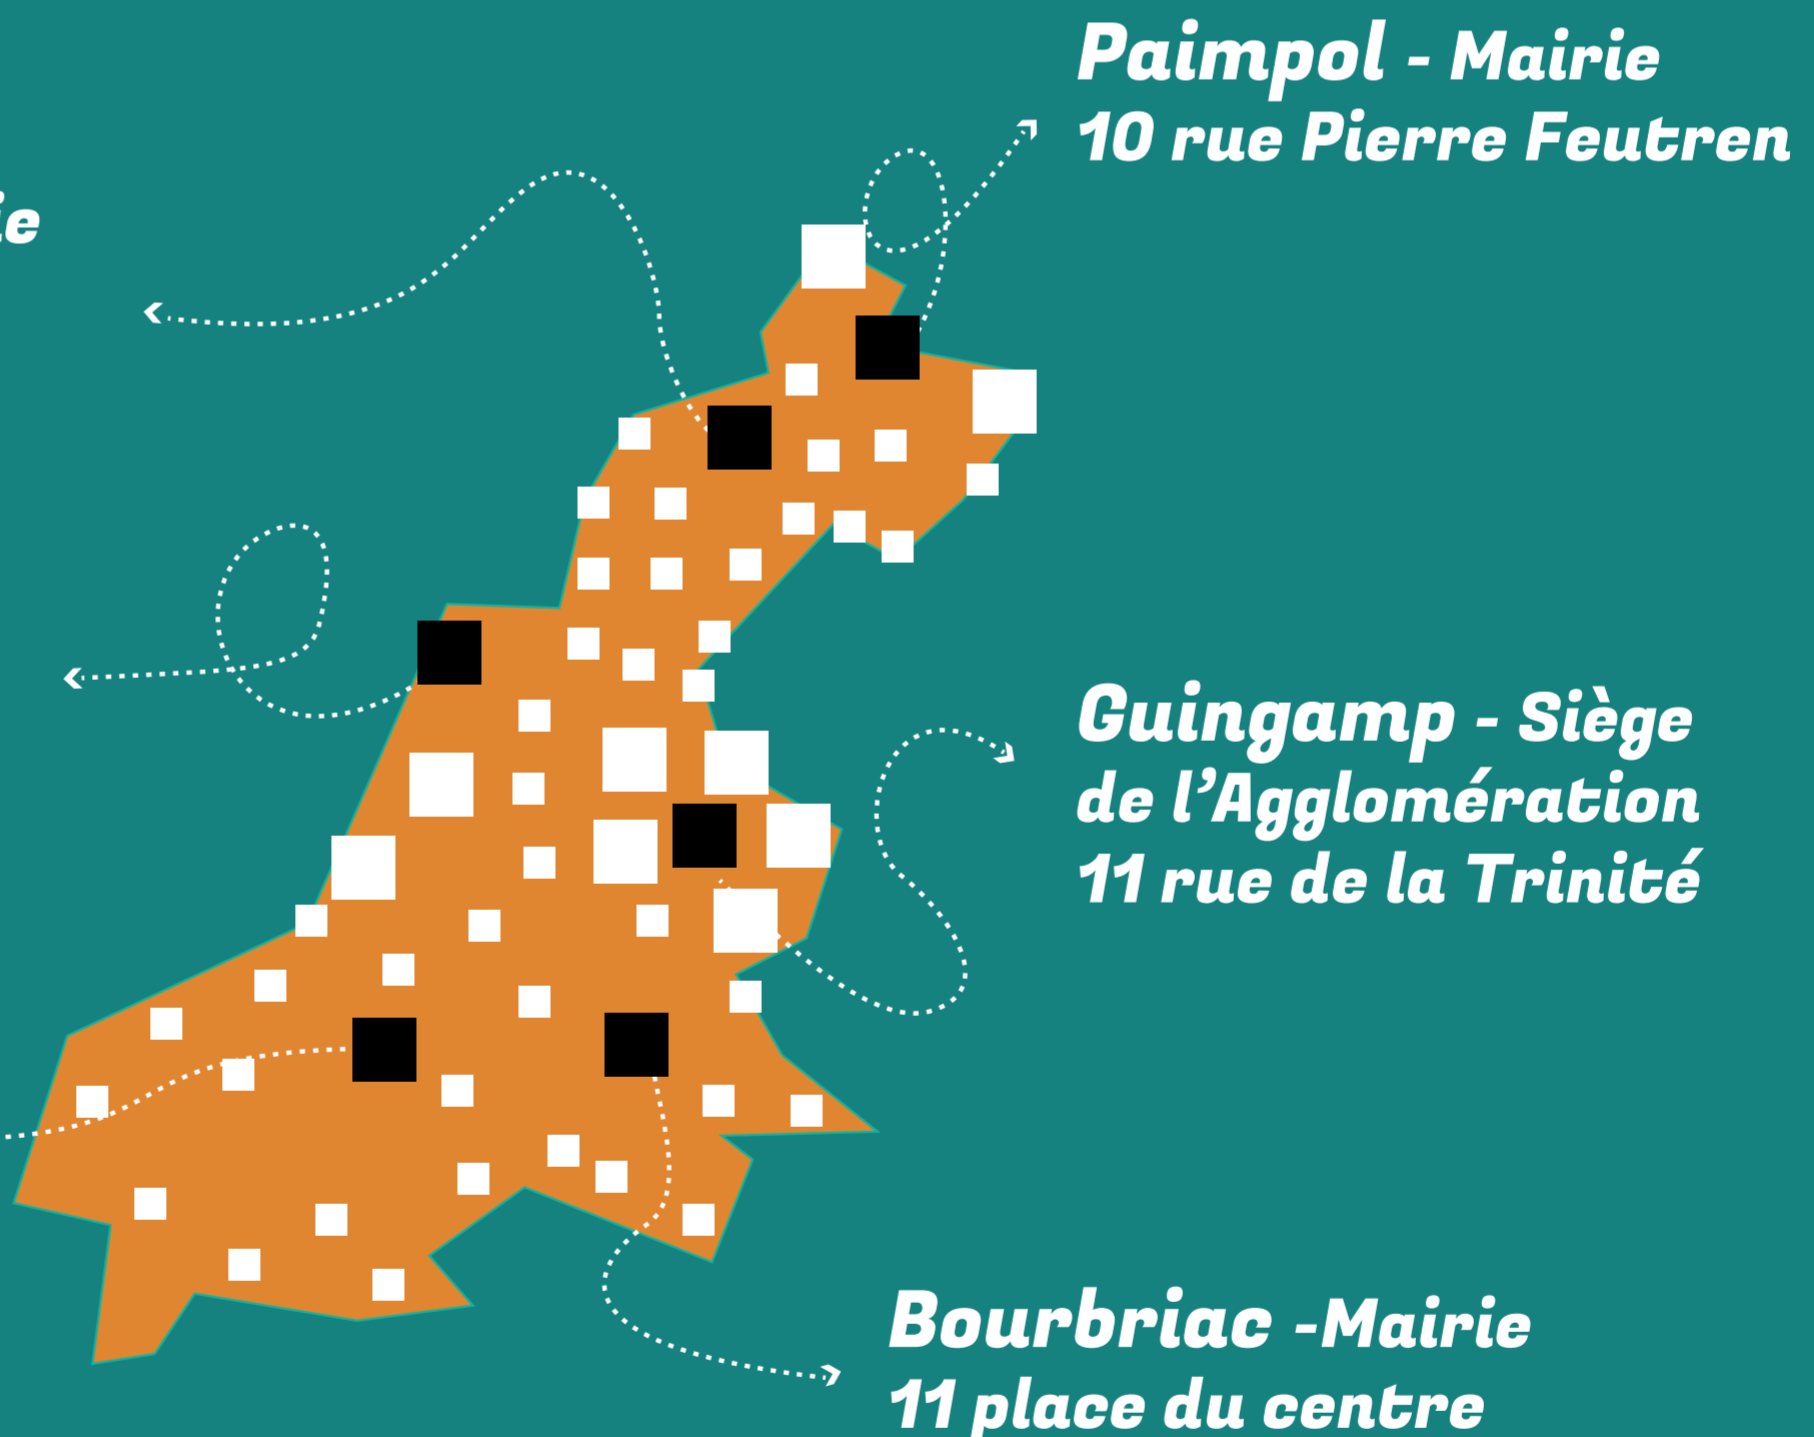 Paimpol - Mairie
10 rue Pierre Feutren
Guingamp - Siège
de l’Agglomération
11 rue de la Trinité
Bourbriac -Mairie
11 place du centre